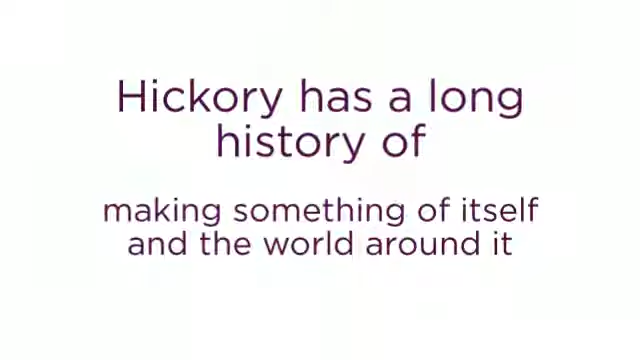 Hickory has a long
history of
making something of itself
and the world around it